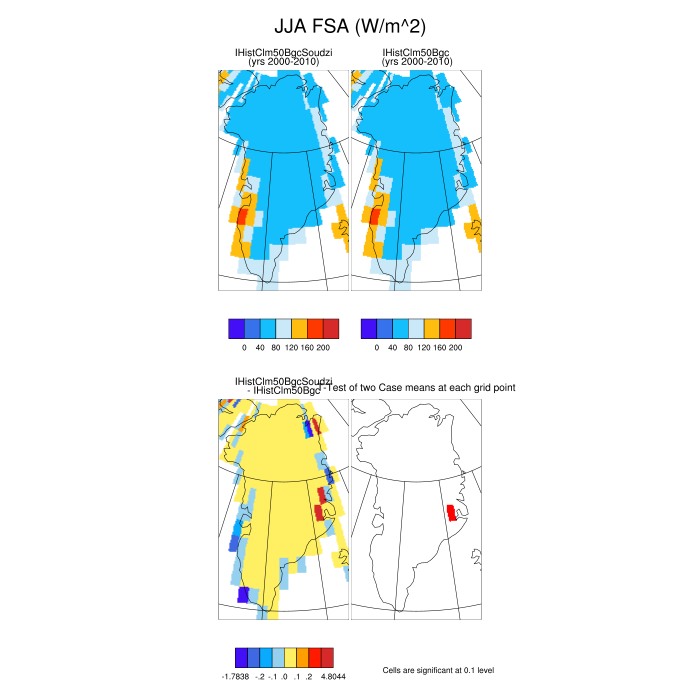 JJA FSA (W/m^2)
IHistClm50BgcSoudzi
(yrs 2000-2010)
IHistClm50Bgc
(yrs 2000-2010)
0 40 80 120 160 200
0 40 80 120 160 200
IHistClm50BgcSoudzi
- IHistClm50Bgc
T-Test of two Case means at each grid point
-1.7838 -.2 -.1 .0 .1 .2 4.8044
Cells are significant at 0.1 level